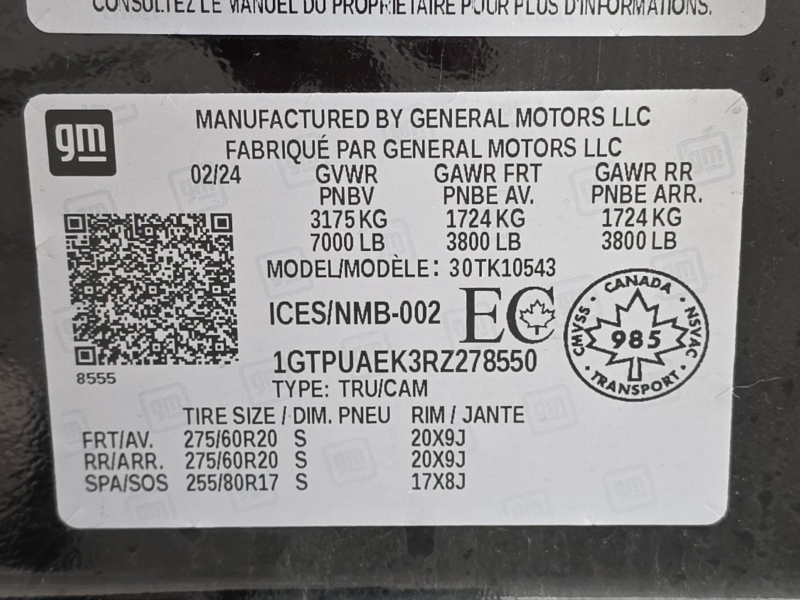 CONSULTEZ LE MANUEL DU PROPRIÉTAIRE POUR PLUS D'INFORMATIONS.
gm
MANUFACTURED BY GENERAL MOTORS LLC
FABRIQUÉ PAR GENERAL MOTORS LLC
02/24 GVWR GAWR FRT GAWR RR
PNBV PNBE AV. PNBE ARR.
3175 KG 1724 KG 1724 KG
7000 LB 3800 LB 3800 LB
MODEL/MODÈLE: 30TK10543
ICES/NMB-002 EC
CANADA
CMVSS · 985 · NSVAC
TRANSPORT
1GTPUAEK3RZ278550
8555
TYPE: TRU/CAM
TIRE SIZE / DIM. PNEU RIM / JANTE
FRT/AV. 275/60R20 S 20X9J
RR/ARR. 275/60R20 S 20X9J
SPA/SOS 255/80R17 S 17X8J